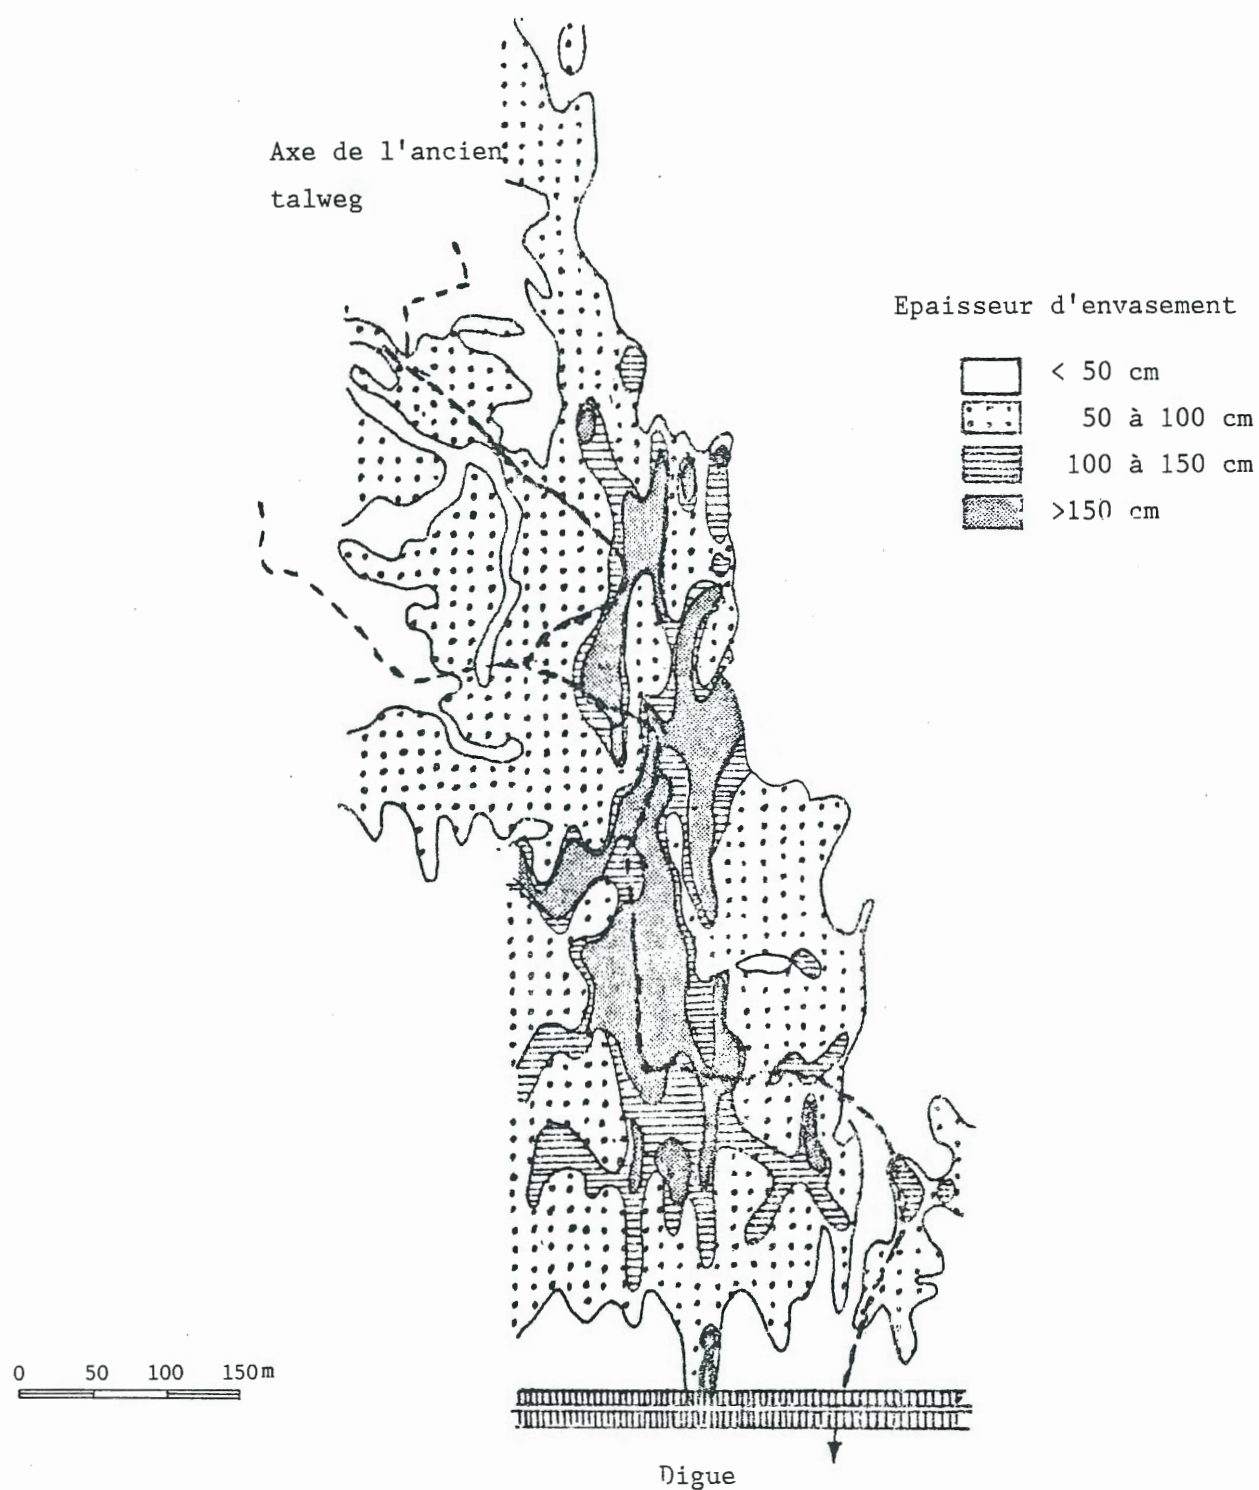 Axe de l'ancien
talweg
Epaisseur d'envasement
< 50 cm
50 à 100 cm
100 à 150 cm
>150 cm
0 50 100 150 m
Digue